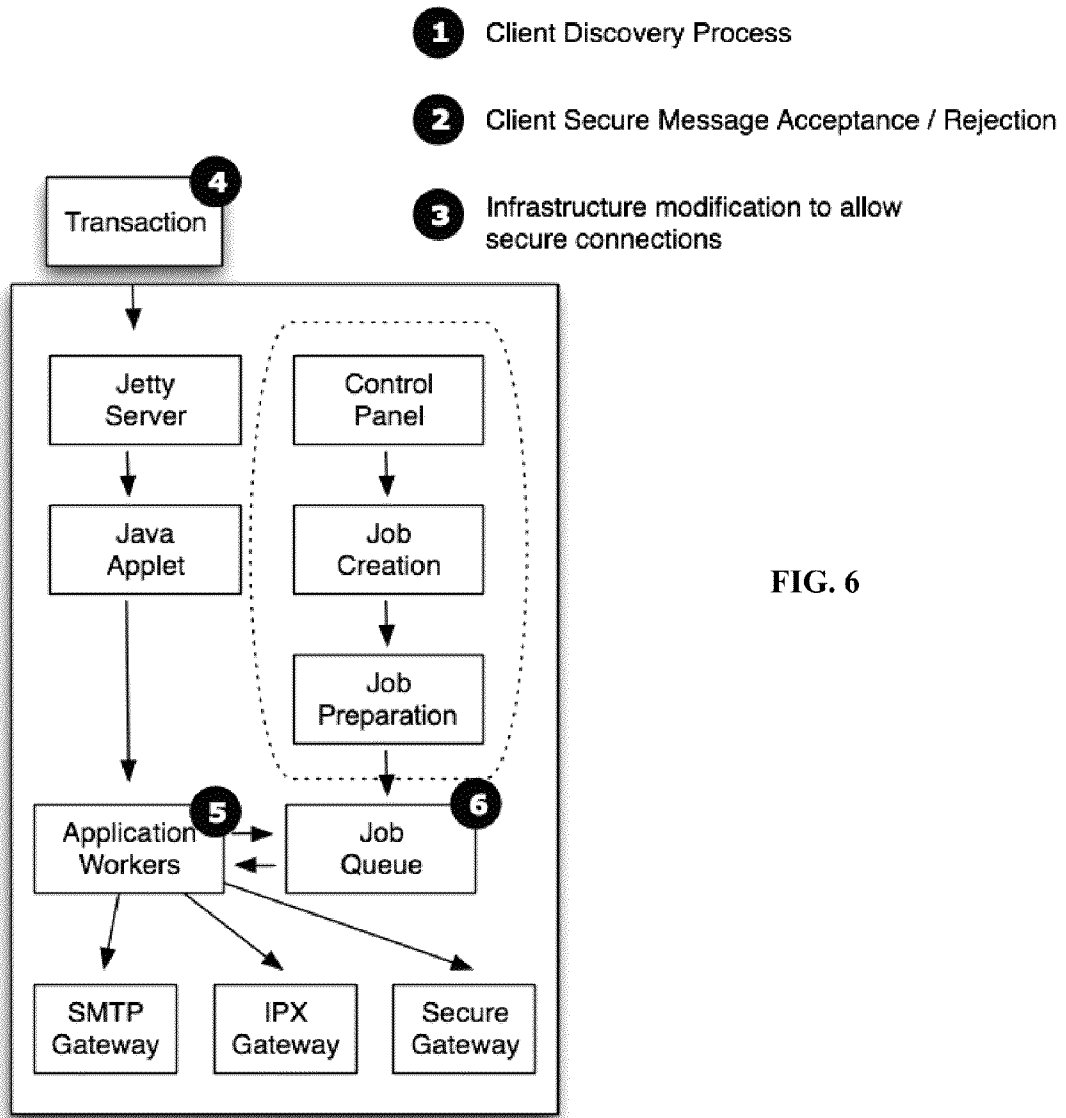 1 Client Discovery Process
2 Client Secure Message Acceptance / Rejection
3 Infrastructure modification to allow
secure connections
4
Transaction
Jetty
Server
Control
Panel
Java
Applet
Job
Creation
Job
Preparation
5
Application
Workers
6
Job
Queue
SMTP
Gateway
IPX
Gateway
Secure
Gateway
FIG. 6